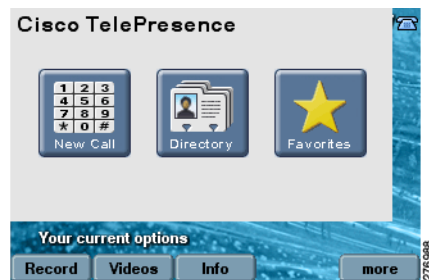 Cisco TelePresence
1 2 3
4 5 6
7 8 9
* 0 #
New Call
Directory
Favorites
Your current options
Record Videos Info more
276988